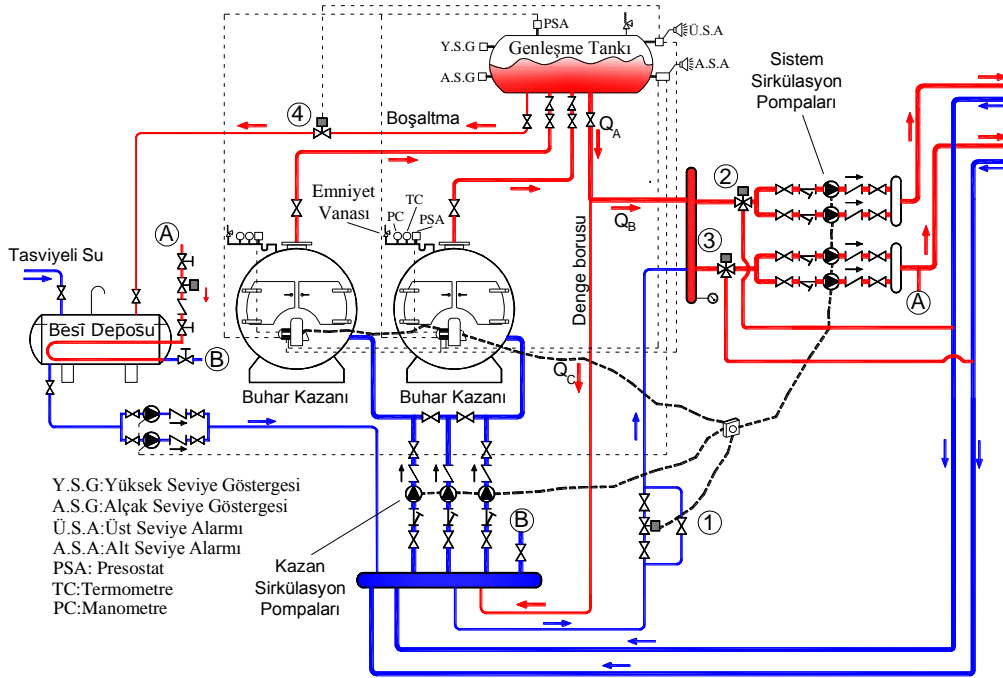 PSA
Ü.S.A
Y.S.G
Genleşme Tankı
A.S.G
A.S.A
Sistem
Sirkülasyon
Pompaları
4
Boşaltma
QA
Emniyet
Vanası
TC
PC
PSA
2
QB
A
Tasviyeli Su
3
Denge borusu
A
Besi Deposu
B
QC
Buhar Kazanı
Buhar Kazanı
Y.S.G:Yüksek Seviye Göstergesi
A.S.G:Alçak Seviye Göstergesi
Ü.S.A:Üst Seviye Alarmı
A.S.A:Alt Seviye Alarmı
PSA: Presostat
TC:Termometre
PC:Manometre
B
1
Kazan
Sirkülasyon
Pompaları